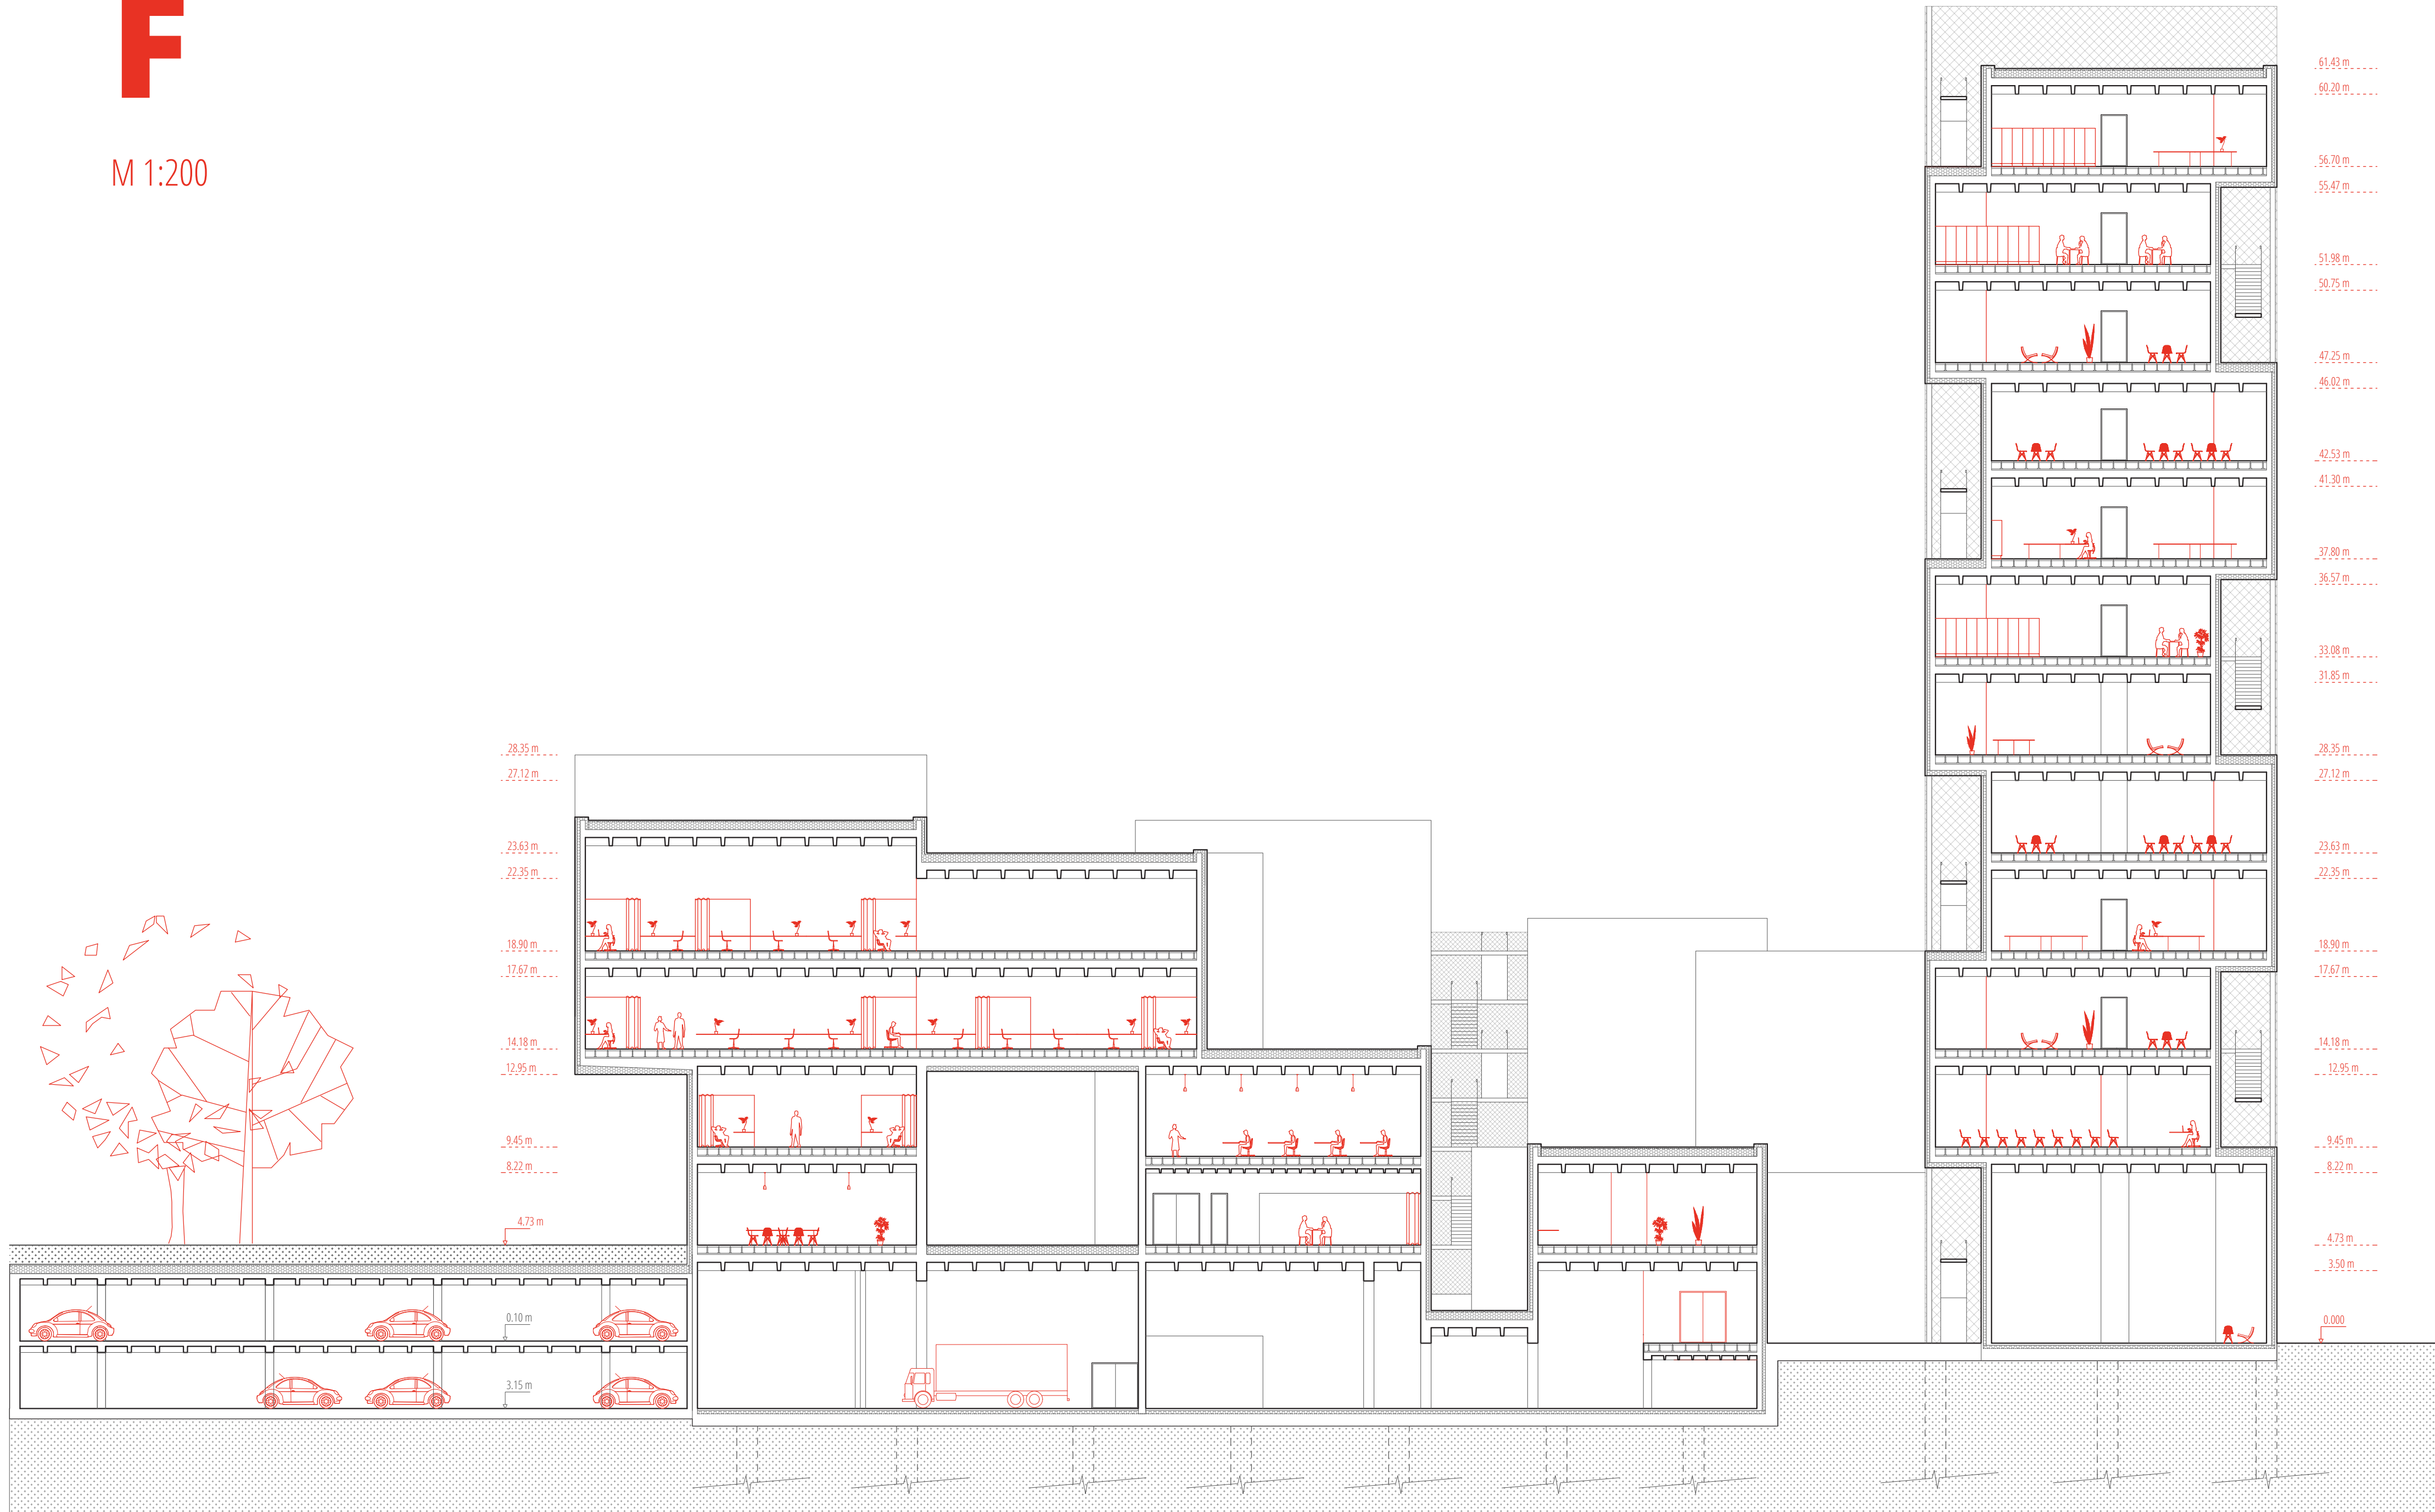 F
M 1:200
28.35 m
27.12 m
23.63 m
22.35 m
18.90 m
17.67 m
14.18 m
12.95 m
9.45 m
8.22 m
4.73 m
0.10 m
3.15 m
61.43 m
60.20 m
56.70 m
55.47 m
51.98 m
50.75 m
47.25 m
46.02 m
42.53 m
41.30 m
37.80 m
36.57 m
33.08 m
31.85 m
28.35 m
27.12 m
23.63 m
22.35 m
18.90 m
17.67 m
14.18 m
12.95 m
9.45 m
8.22 m
4.73 m
3.50 m
0.000